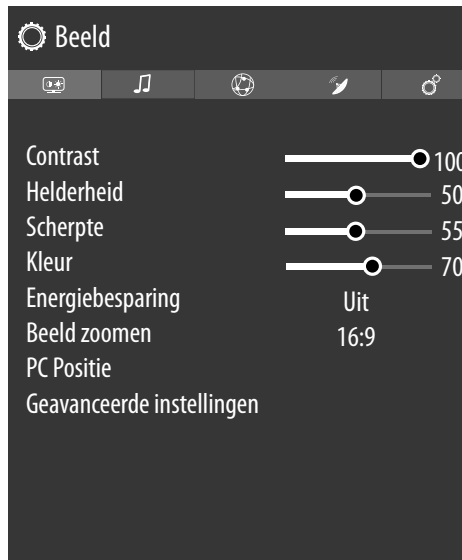 Beeld
Contrast 100
Helderheid 50
Scherpte 55
Kleur 70
Energiebesparing Uit
Beeld zoomen 16:9
PC Positie
Geavanceerde instellingen